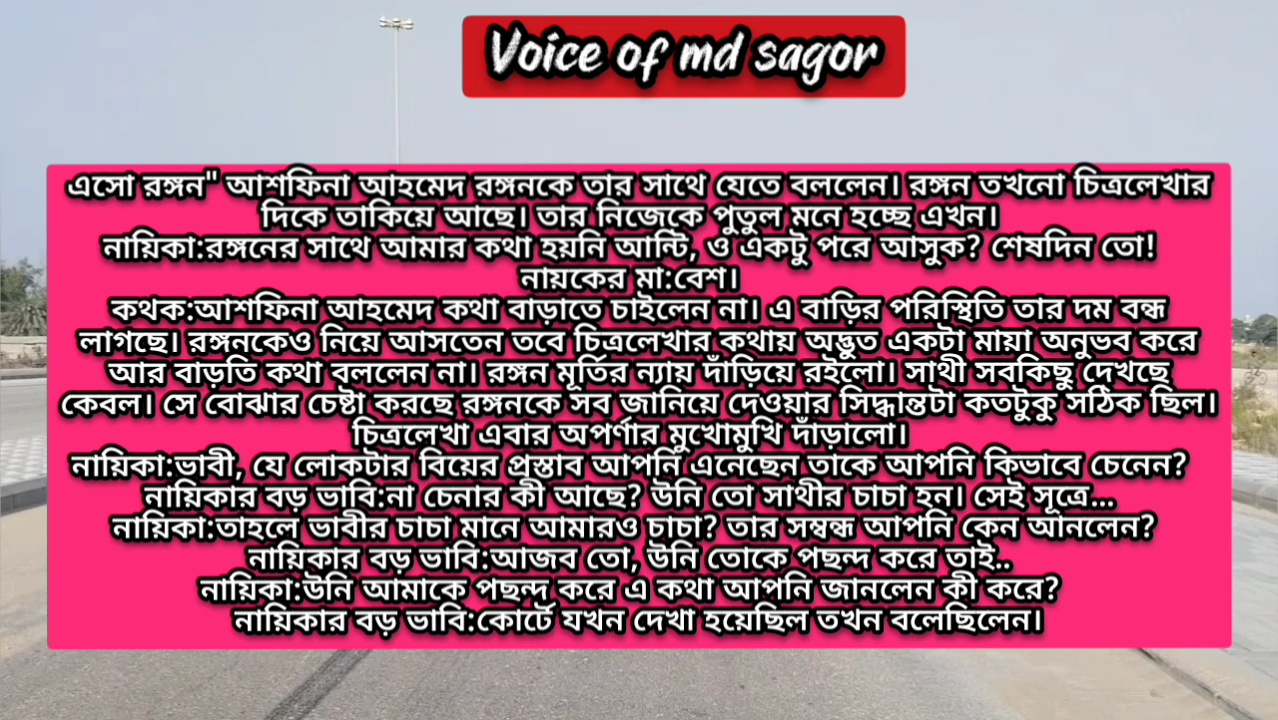 Voice of md sagor
এসো রঙ্গন" আশফিনা আহমেদ রঙ্গনকে তার সাথে যেতে বললেন। রঙ্গন তখনো চিত্রলেখার
দিকে তাকিয়ে আছে। তার নিজেকে পুতুল মনে হচ্ছে এখন।
নায়িকা:রঙ্গনের সাথে আমার কথা হয়নি আন্টি, ও একটু পরে আসুক? শেষদিন তো!
নায়কের মা:বেশ।
কথক:আশফিনা আহমেদ কথা বাড়াতে চাইলেন না। এ বাড়ির পরিস্থিতি তার দম বন্ধ
লাগছে। রঙ্গনকেও নিয়ে আসতেন তবে চিত্রলেখার কথায় অদ্ভুত একটা মায়া অনুভব করে
আর বাড়তি কথা বললেন না। রঙ্গন মূর্তির ন্যায় দাঁড়িয়ে রইলো। সাথী সবকিছু দেখছে
কেবল। সে বোঝার চেষ্টা করছে রঙ্গনকে সব জানিয়ে দেওয়ার সিদ্ধান্তটা কতটুকু সঠিক ছিল।
চিত্রলেখা এবার অপর্ণার মুখোমুখি দাঁড়ালো।
নায়িকা:ভাবী, যে লোকটার বিয়ের প্রস্তাব আপনি এনেছেন তাকে আপনি কিভাবে চেনেন?
নায়িকার বড় ভাবি:না চেনার কী আছে? উনি তো সাথীর চাচা হন। সেই সূত্রে...
নায়িকা:তাহলে ভাবীর চাচা মানে আমারও চাচা? তার সম্বন্ধ আপনি কেন আনলেন?
নায়িকার বড় ভাবি:আজব তো, উনি তোকে পছন্দ করে তাই..
নায়িকা:উনি আমাকে পছন্দ করে এ কথা আপনি জানলেন কী করে?
নায়িকার বড় ভাবি:কোর্টে যখন দেখা হয়েছিল তখন বলেছিলেন।